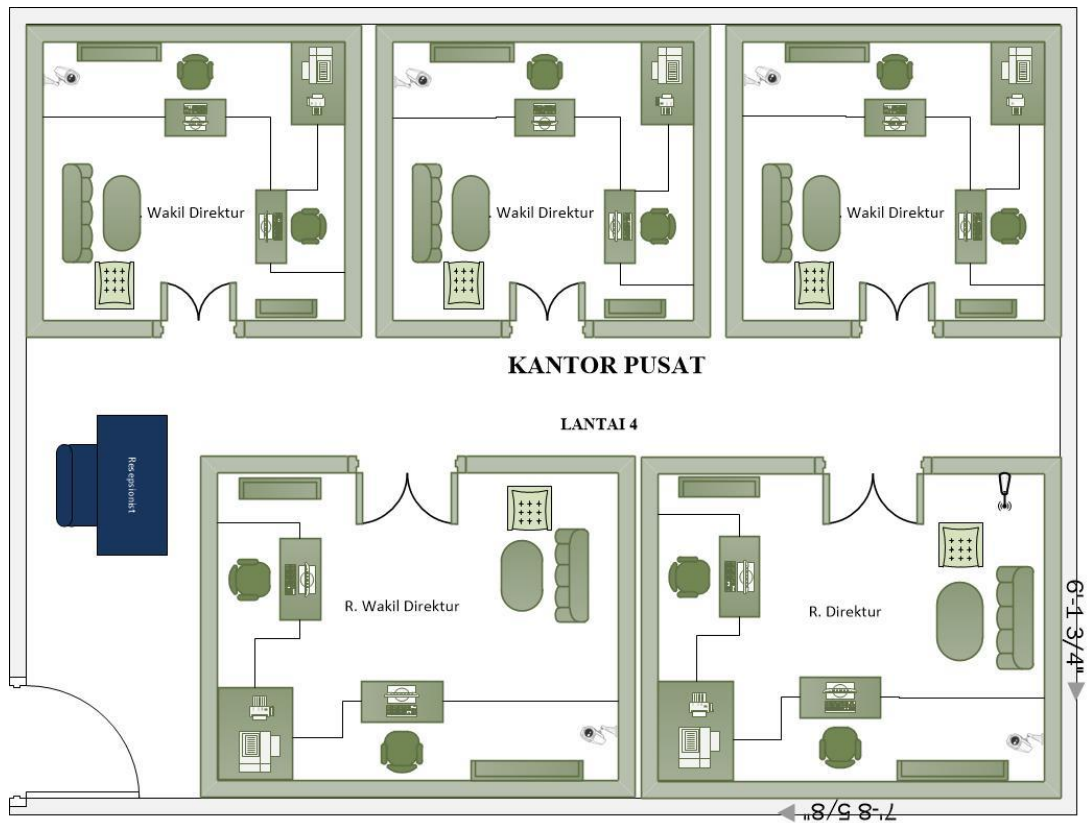 Wakil Direktur
Wakil Direktur
Wakil Direktur
KANTOR PUSAT
LANTAI 4
Resepsionist
R. Wakil Direktur
R. Direktur
6'-1 3/4"
7'-8 5/8"